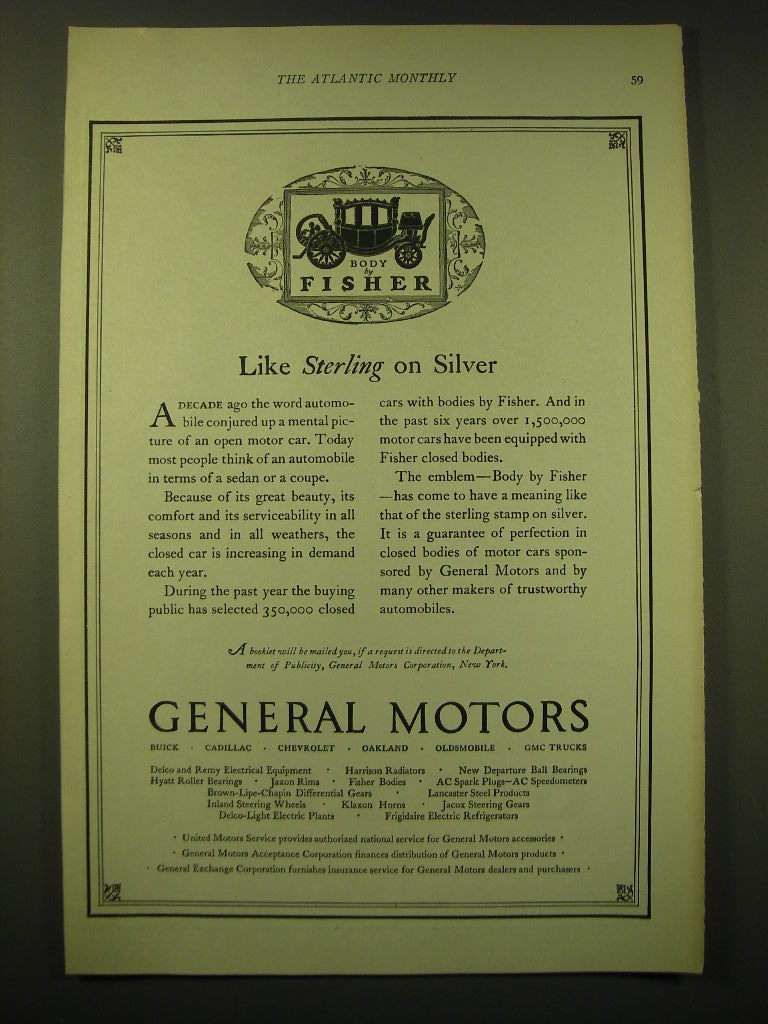 THE ATLANTIC MONTHLY
59
BODY
by
FISHER
Like Sterling on Silver
A DECADE ago the word automo-
bile conjured up a mental pic-
ture of an open motor car. Today
most people think of an automobile
in terms of a sedan or a coupe.
Because of its great beauty, its
comfort and its serviceability in all
seasons and in all weathers, the
closed car is increasing in demand
each year.
During the past year the buying
public has selected 350,000 closed
cars with bodies by Fisher. And in
the past six years over 1,500,000
motor cars have been equipped with
Fisher closed bodies.
The emblem—Body by Fisher
—has come to have a meaning like
that of the sterling stamp on silver.
It is a guarantee of perfection in
closed bodies of motor cars spon-
sored by General Motors and by
many other makers of trustworthy
automobiles.
A booklet will be mailed you, if a request is directed to the Depart-
ment of Publicity, General Motors Corporation, New York.
GENERAL MOTORS
BUICK · CADILLAC · CHEVROLET · OAKLAND · OLDSMOBILE · GMC TRUCKS
Delco and Remy Electrical Equipment · Harrison Radiators · New Departure Ball Bearings
Hyatt Roller Bearings · Jaxon Rims · Fisher Bodies · AC Spark Plugs—AC Speedometers
Brown-Lipe-Chapin Differential Gears · Lancaster Steel Products
Inland Steering Wheels · Klaxon Horns · Jacox Steering Gears
Delco-Light Electric Plants · Frigidaire Electric Refrigerators
· United Motors Service provides authorized national service for General Motors accessories ·
· General Motors Acceptance Corporation finances distribution of General Motors products ·
· General Exchange Corporation furnishes insurance service for General Motors dealers and purchasers ·